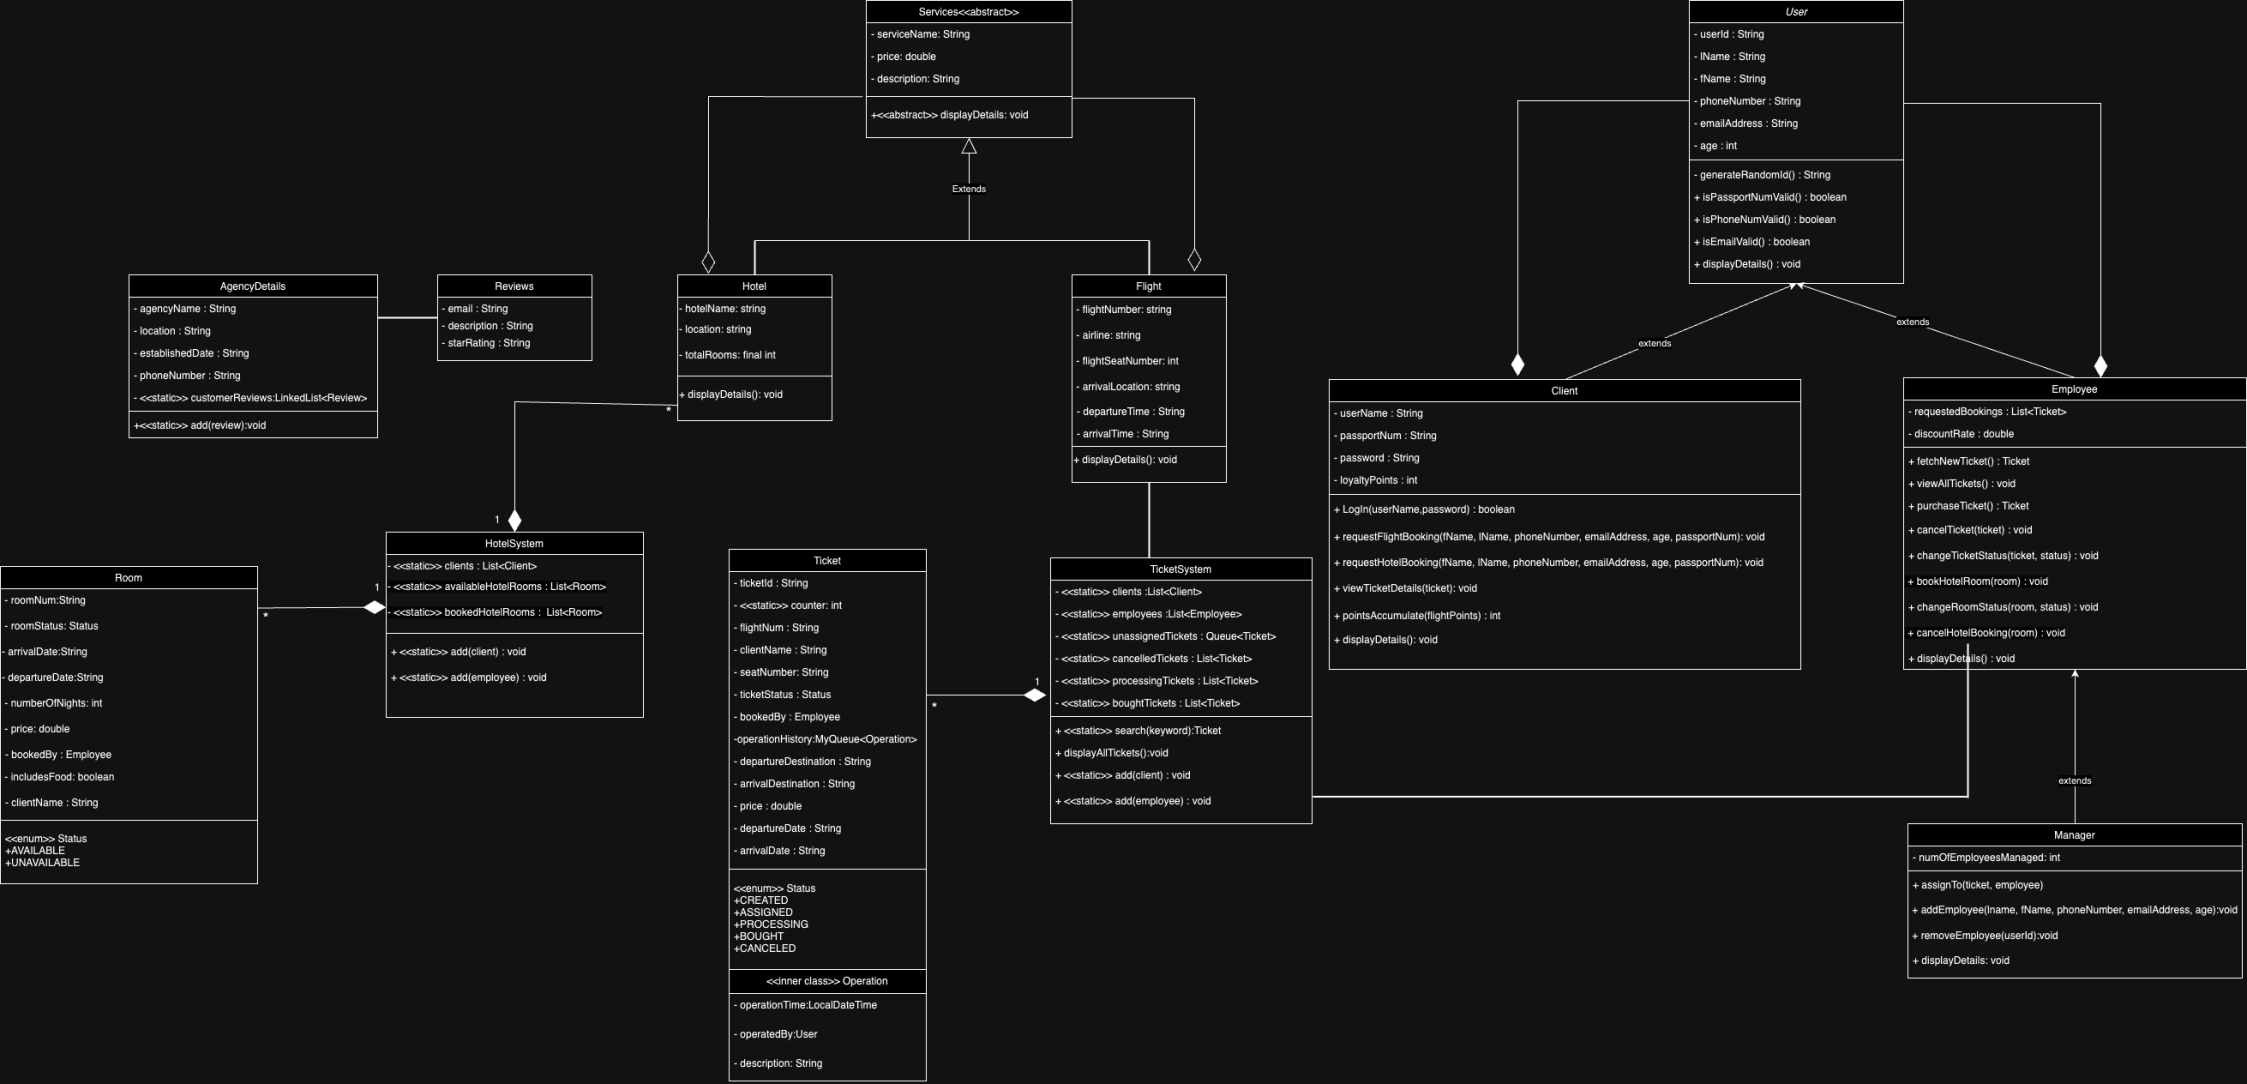 Services<<abstract>>
- serviceName: String
- price: double
- description: String
+<<abstract>> displayDetails: void
Extends
User
- userId : String
- lName : String
- fName : String
- phoneNumber : String
- emailAddress : String
- age : int
- generateRandomId() : String
+ isPassportNumValid() : boolean
+ isPhoneNumValid() : boolean
+ isEmailValid() : boolean
+ displayDetails() : void
extends
extends
AgencyDetails
- agencyName : String
- location : String
- establishedDate : String
- phoneNumber : String
- <<static>> customerReviews:LinkedList<Review>
+<<static>> add(review):void
Reviews
- email : String
- description : String
- starRating : String
Hotel
- hotelName: string
- location: string
- totalRooms: final int
+ displayDetails(): void
*
1
Flight
- flightNumber: string
- airline: string
- flightSeatNumber: int
- arrivalLocation: string
- departureTime : String
- arrivalTime : String
+ displayDetails(): void
Client
- userName : String
- passportNum : String
- password : String
- loyaltyPoints : int
+ LogIn(userName,password) : boolean
+ requestFlightBooking(fName, lName, phoneNumber, emailAddress, age, passportNum): void
+ requestHotelBooking(fName, lName, phoneNumber, emailAddress, age, passportNum): void
+ viewTicketDetails(ticket): void
+ pointsAccumulate(flightPoints) : int
+ displayDetails(): void
Employee
- requestedBookings : List<Ticket>
- discountRate : double
+ fetchNewTicket() : Ticket
+ viewAllTickets() : void
+ purchaseTicket() : Ticket
+ cancelTicket(ticket) : void
+ changeTicketStatus(ticket, status) : void
+ bookHotelRoom(room) : void
+ changeRoomStatus(room, status) : void
+ cancelHotelBooking(room) : void
+ displayDetails() : void
HotelSystem
- <<static>> clients : List<Client>
- <<static>> availableHotelRooms : List<Room>
- <<static>> bookedHotelRooms : List<Room>
+ <<static>> add(client) : void
+ <<static>> add(employee) : void
1
*
Room
- roomNum:String
- roomStatus: Status
- arrivalDate:String
- departureDate:String
- numberOfNights: int
- price: double
- bookedBy : Employee
- includesFood: boolean
- clientName : String
<<enum>> Status
+AVAILABLE
+UNAVAILABLE
Ticket
- ticketId : String
- <<static>> counter: int
- flightNum : String
- clientName : String
- seatNumber: String
- ticketStatus : Status
- bookedBy : Employee
-operationHistory:MyQueue<Operation>
- departureDestination : String
- arrivalDestination : String
- price : double
- departureDate : String
- arrivalDate : String
<<enum>> Status
+CREATED
+ASSIGNED
+PROCESSING
+BOUGHT
+CANCELED
<<inner class>> Operation
- operationTime:LocalDateTime
- operatedBy:User
- description: String
1
*
TicketSystem
- <<static>> clients :List<Client>
- <<static>> employees :List<Employee>
- <<static>> unassignedTickets : Queue<Ticket>
- <<static>> cancelledTickets : List<Ticket>
- <<static>> processingTickets : List<Ticket>
- <<static>> boughtTickets : List<Ticket>
+ <<static>> search(keyword):Ticket
+ displayAllTickets():void
+ <<static>> add(client) : void
+ <<static>> add(employee) : void
extends
Manager
- numOfEmployeesManaged: int
+ assignTo(ticket, employee)
+ addEmployee(lname, fName, phoneNumber, emailAddress, age):void
+ removeEmployee(userId):void
+ displayDetails: void